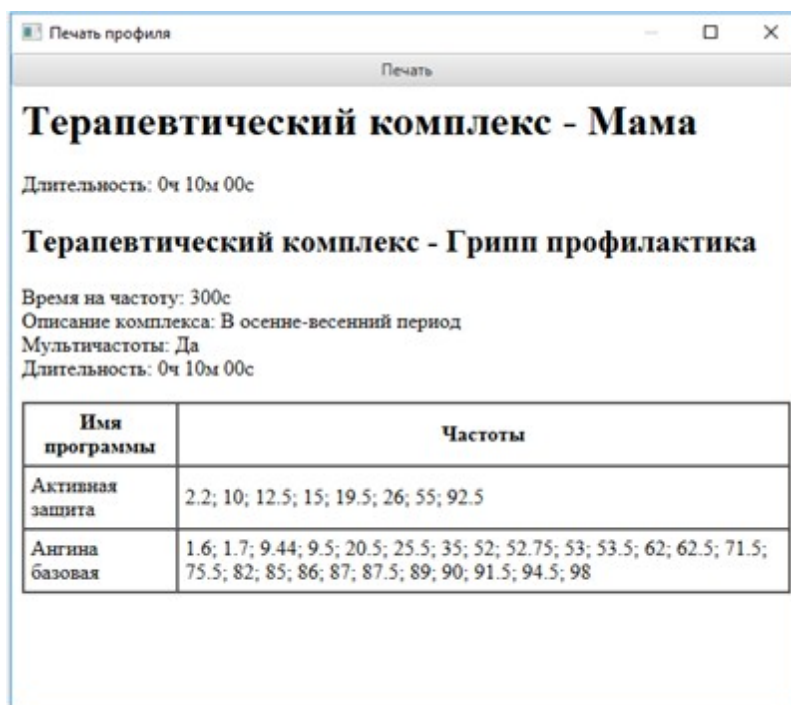 Печать профиля
Печать
Терапевтический комплекс - Мама
Длительность: 0ч 10м 00с
Терапевтический комплекс - Грипп профилактика
Время на частоту: 300с
Описание комплекса: В осенне-весенний период
Мультичастоты: Да
Длительность: 0ч 10м 00с
Имя
программы
Частоты
Активная
защита
2.2; 10; 12.5; 15; 19.5; 26; 55; 92.5
Ангина
базовая
1.6; 1.7; 9.44; 9.5; 20.5; 25.5; 35; 52; 52.75; 53; 53.5; 62; 62.5; 71.5;
75.5; 82; 85; 86; 87; 87.5; 89; 90; 91.5; 94.5; 98